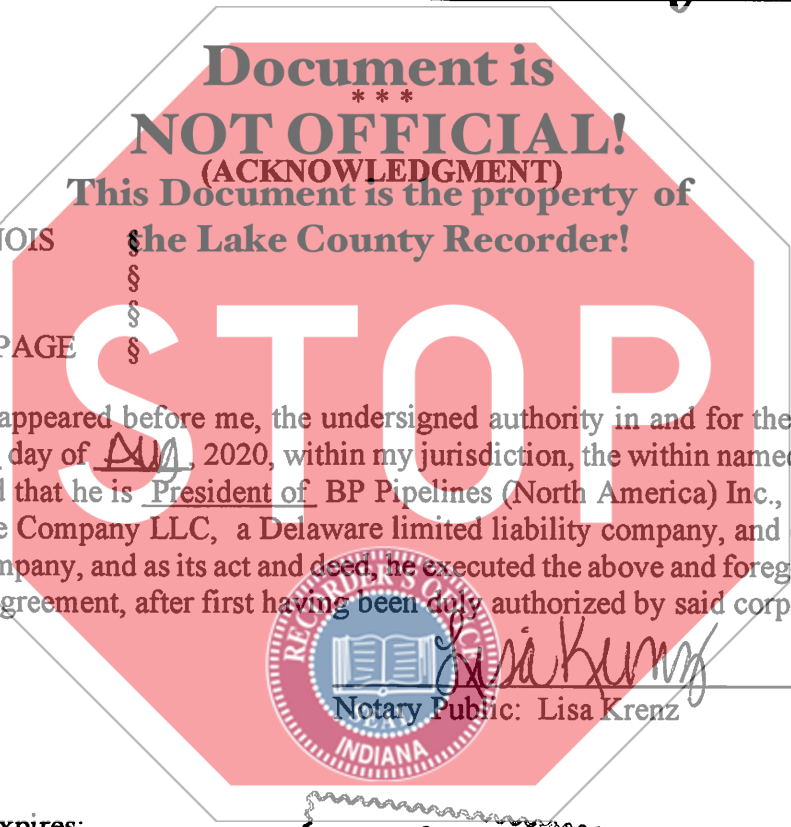 Document is
* * *
NOT OFFICIAL!
(ACKNOWLEDGMENT)
This Document is the property of
NOIS § the Lake County Recorder!
§
§
PAGE §
STOP
appeared before me, the undersigned authority in and for the
day of Aug, 2020, within my jurisdiction, the within named
that he is President of BP Pipelines (North America) Inc.,
e Company LLC, a Delaware limited liability company, and
mpany, and as its act and deed, he executed the above and foreg
greement, after first having been duly authorized by said corp
RECORDER'S OFFICE
SEAL
INDIANA
Lisa Krenz
Notary Public: Lisa Krenz
xpires: